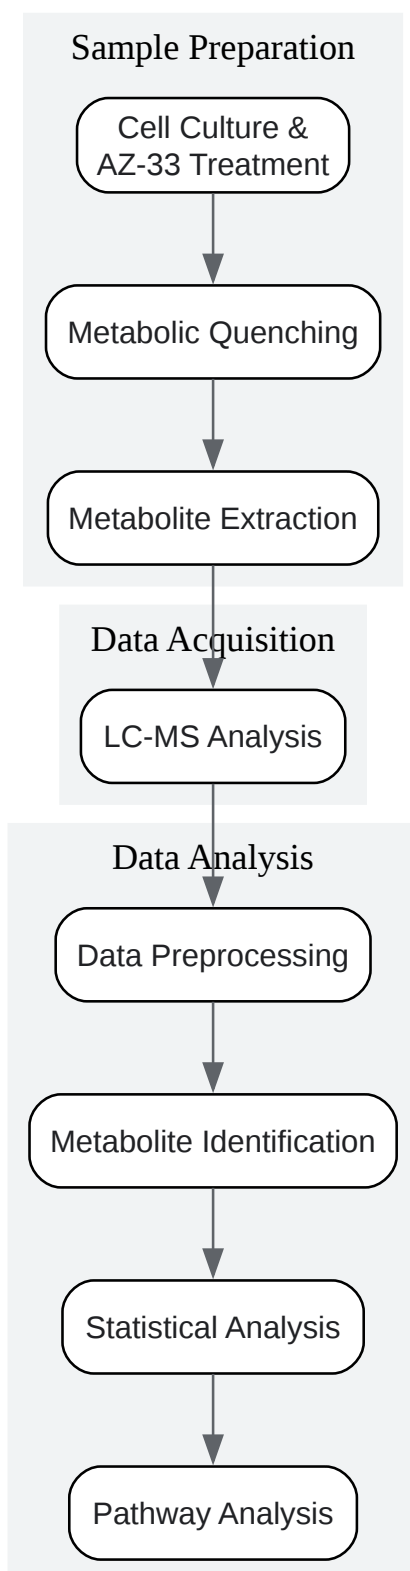 Sample Preparation
Cell Culture &
AZ-33 Treatment
Metabolic Quenching
Metabolite Extraction
Data Acquisition
LC-MS Analysis
Data Analysis
Data Preprocessing
Metabolite Identification
Statistical Analysis
Pathway Analysis